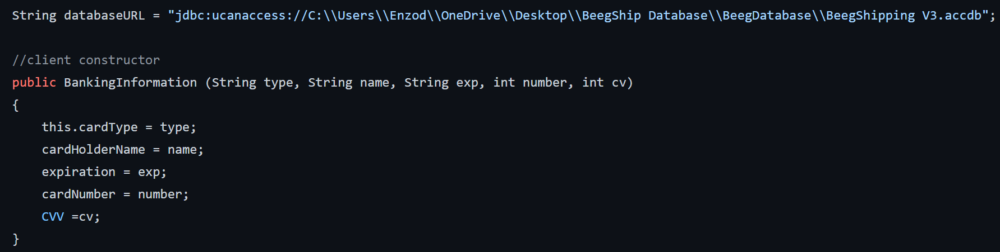 String databaseURL = "jdbc:ucanaccess://C:\\Users\\Enzod\\OneDrive\\Desktop\\BeegShip Database\\BeegDatabase\\BeegShipping V3.accdb";
//client constructor
public BankingInformation (String type, String name, String exp, int number, int cv)
{
    this.cardType = type;
    cardHolderName = name;
    expiration = exp;
    cardNumber = number;
    CVV =cv;
}